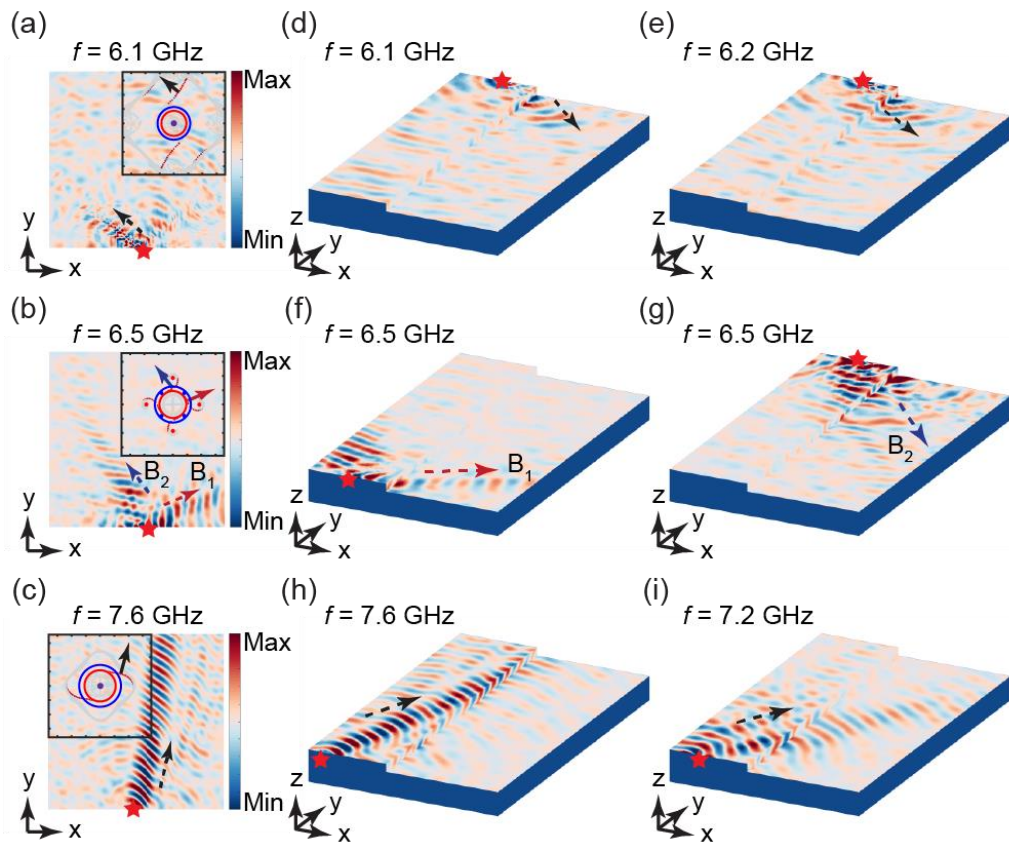 (a)
f = 6.1 GHz
Max
Min
y
x
(d)
f = 6.1 GHz
z
y
x
(e)
f = 6.2 GHz
z
y
x
(b)
f = 6.5 GHz
Max
B2
B1
Min
y
x
(f)
f = 6.5 GHz
B1
z
y
x
(g)
f = 6.5 GHz
B2
z
y
x
(c)
f = 7.6 GHz
Max
Min
y
x
(h)
f = 7.6 GHz
z
y
x
(i)
f = 7.2 GHz
z
y
x